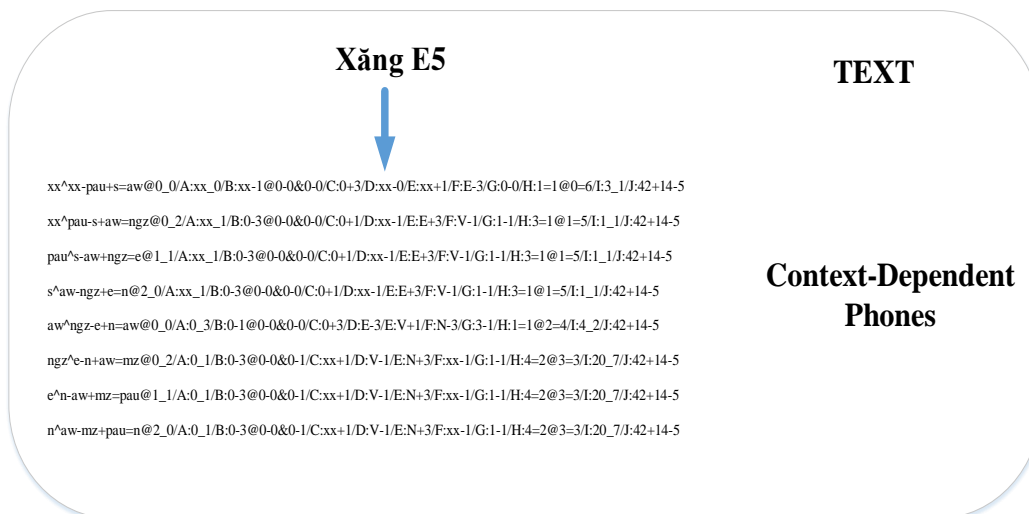 Xăng E5
TEXT
xx^xx-pau+s=aw@0_0/A:xx_0/B:xx-1@0-0&0-0/C:0+3/D:xx-0/E:xx+1/F:E-3/G:0-0/H:1=1@0=6/I:3_1/J:42+14-5
xx^pau-s+aw=ngz@0_2/A:xx_1/B:0-3@0-0&0-0/C:0+1/D:xx-1/E:E+3/F:V-1/G:1-1/H:3=1@1=5/I:1_1/J:42+14-5
pau^s-aw+ngz=e@1_1/A:xx_1/B:0-3@0-0&0-0/C:0+1/D:xx-1/E:E+3/F:V-1/G:1-1/H:3=1@1=5/I:1_1/J:42+14-5
s^aw-ngz+e=n@2_0/A:xx_1/B:0-3@0-0&0-0/C:0+1/D:xx-1/E:E+3/F:V-1/G:1-1/H:3=1@1=5/I:1_1/J:42+14-5
aw^ngz-e+n=aw@0_0/A:0_3/B:0-1@0-0&0-0/C:0+3/D:E-3/E:V+1/F:N-3/G:3-1/H:1=1@2=4/I:4_2/J:42+14-5
ngz^e-n+aw=mz@0_2/A:0_1/B:0-3@0-0&0-1/C:xx+1/D:V-1/E:N+3/F:xx-1/G:1-1/H:4=2@3=3/I:20_7/J:42+14-5
e^n-aw+mz=pau@1_1/A:0_1/B:0-3@0-0&0-1/C:xx+1/D:V-1/E:N+3/F:xx-1/G:1-1/H:4=2@3=3/I:20_7/J:42+14-5
n^aw-mz+pau=n@2_0/A:0_1/B:0-3@0-0&0-1/C:xx+1/D:V-1/E:N+3/F:xx-1/G:1-1/H:4=2@3=3/I:20_7/J:42+14-5
Context-Dependent
Phones